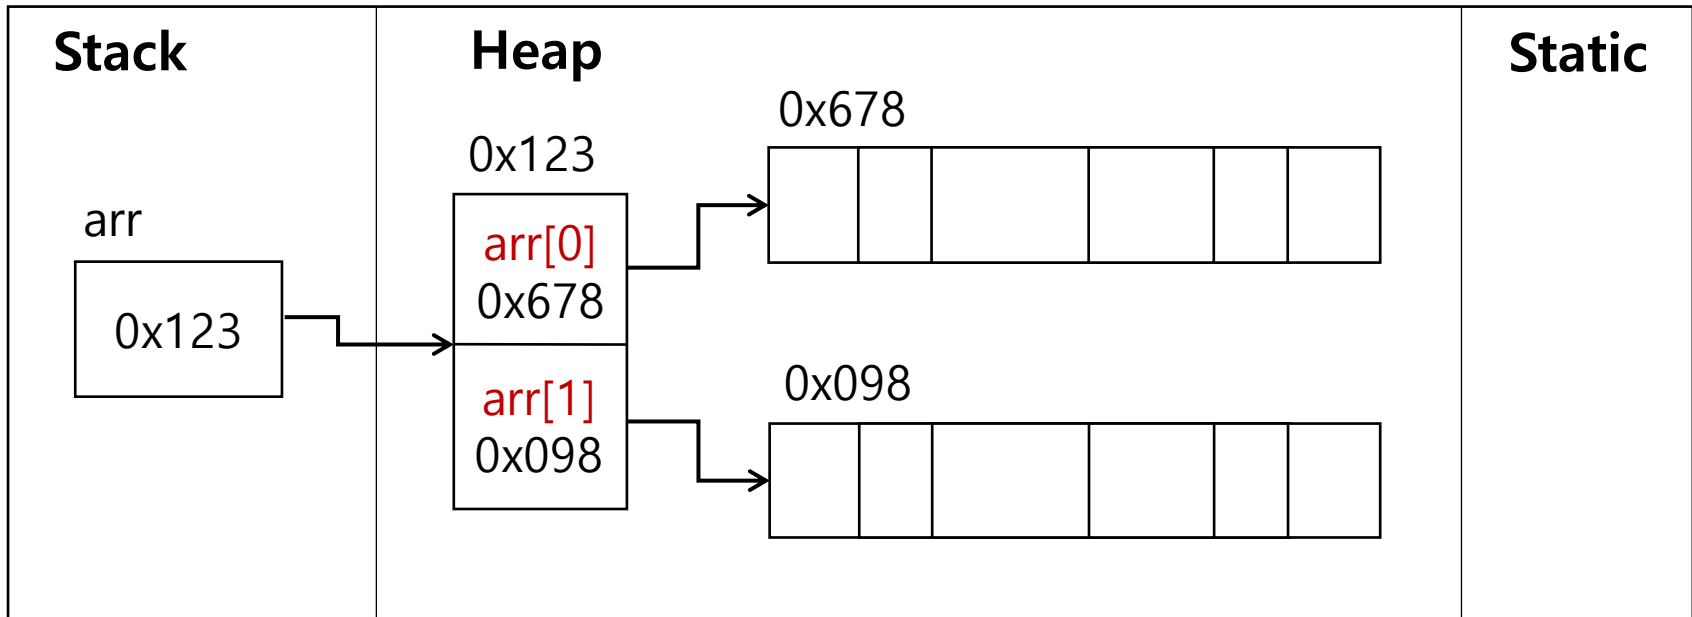 Stack
Heap
Static
arr
0x123
0x123
arr[0]
0x678
arr[1]
0x098
0x678
0x098